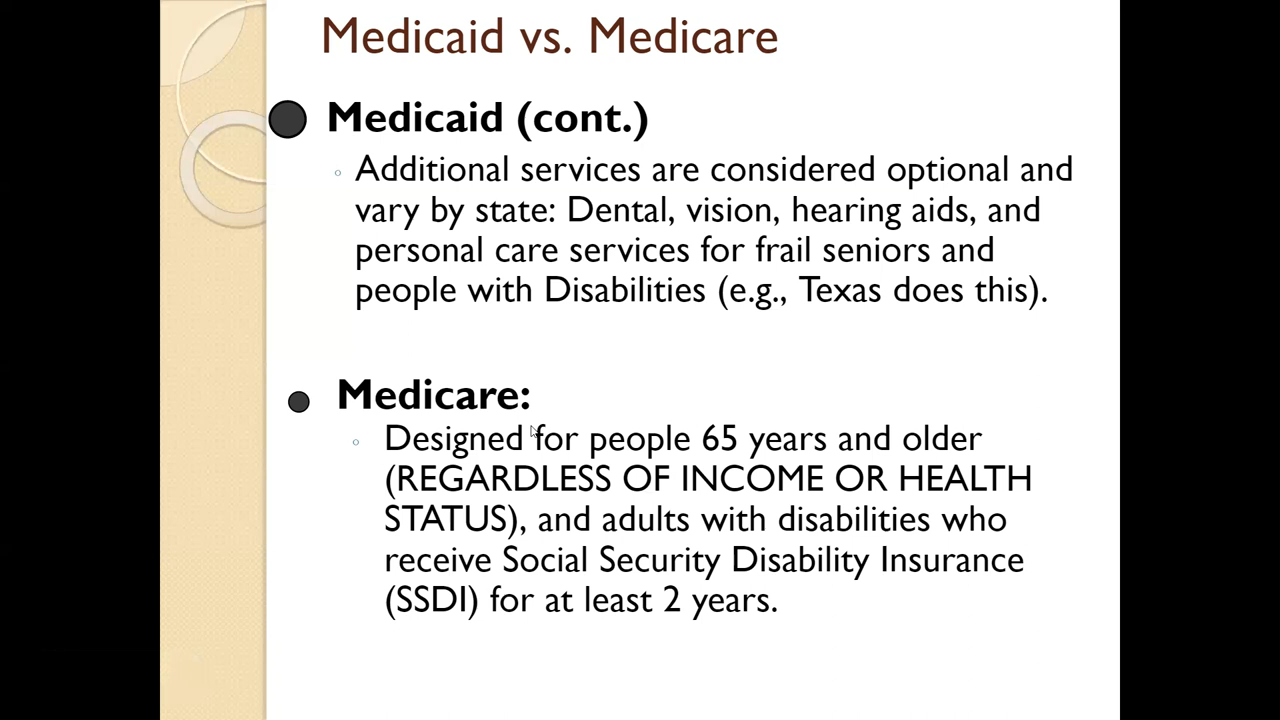 Medicaid vs. Medicare
Medicaid (cont.)
Additional services are considered optional and
vary by state: Dental, vision, hearing aids, and
personal care services for frail seniors and
people with Disabilities (e.g., Texas does this).
Medicare:
Designed for people 65 years and older
(REGARDLESS OF INCOME OR HEALTH
STATUS), and adults with disabilities who
receive Social Security Disability Insurance
(SSDI) for at least 2 years.